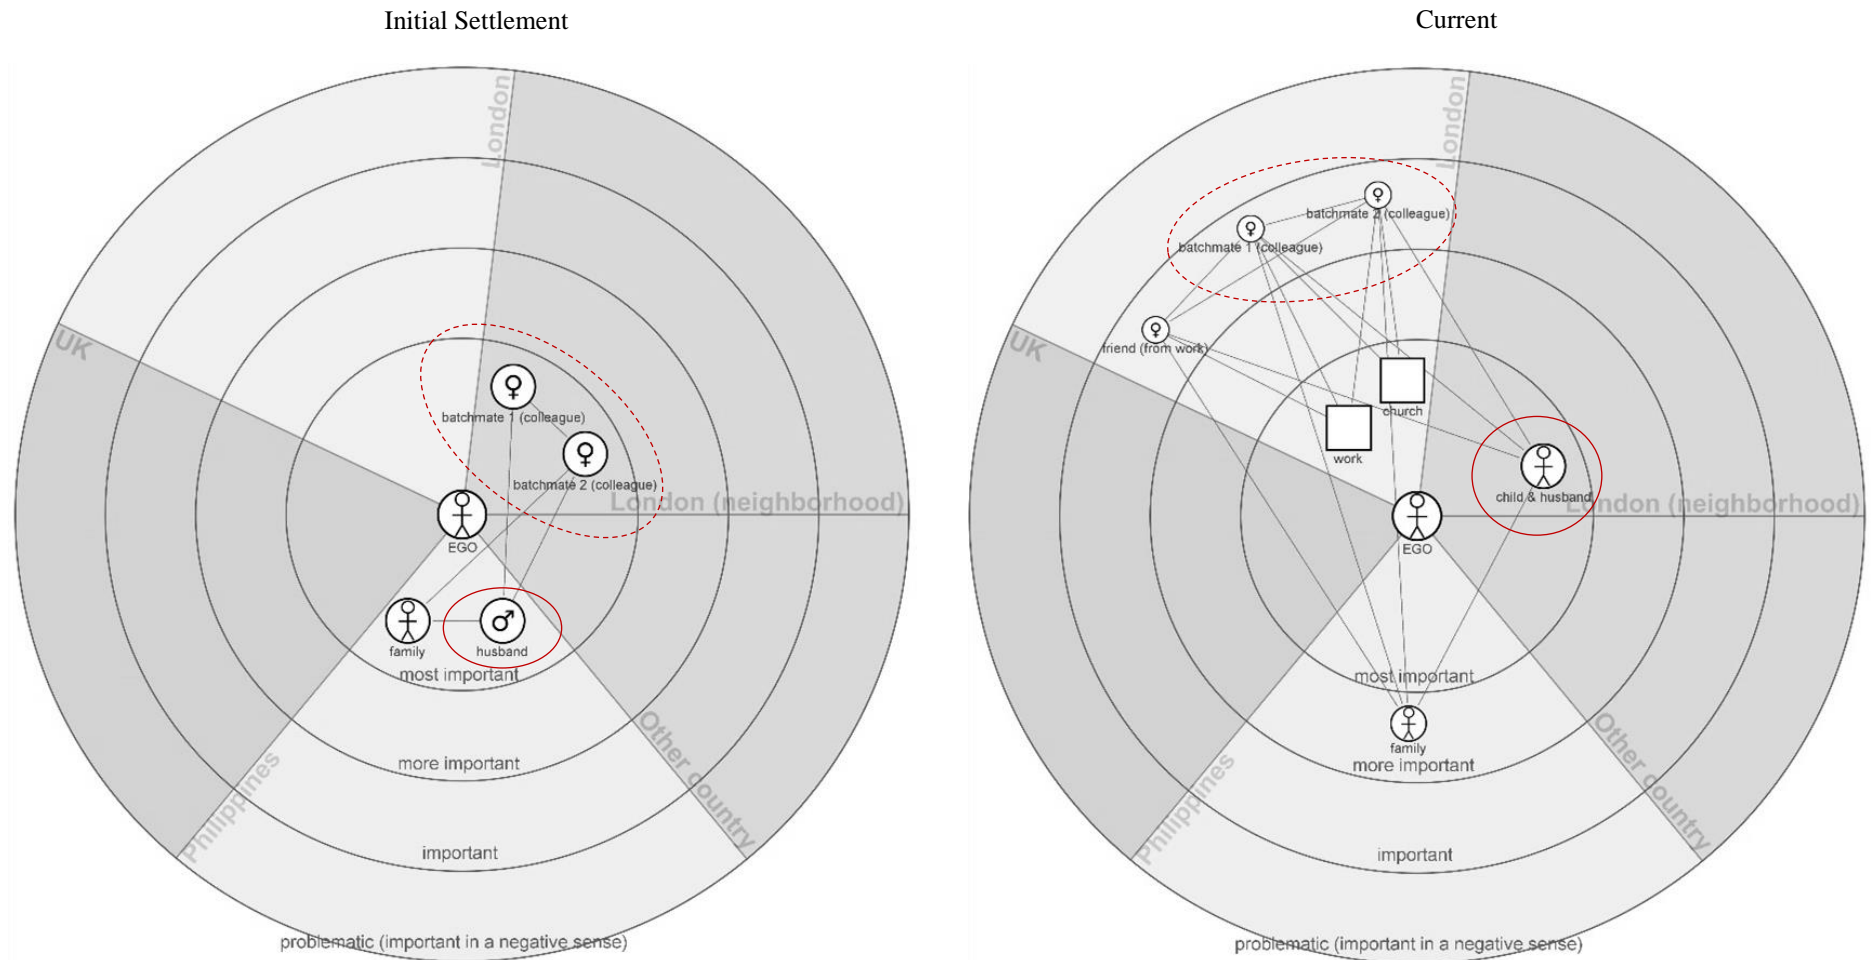 Initial Settlement
London
UK
batchmate 1 (colleague)
batchmate 2 (colleague)
London (neighborhood)
EGO
family
husband
most important
Other country
Philippines
more important
important
problematic (important in a negative sense)
Current
London
batchmate 2 (colleague)
batchmate 1 (colleague)
UK
friend (from work)
church
work
child & husband
London (neighborhood)
EGO
most important
Other country
family
Philippines
more important
important
problematic (important in a negative sense)